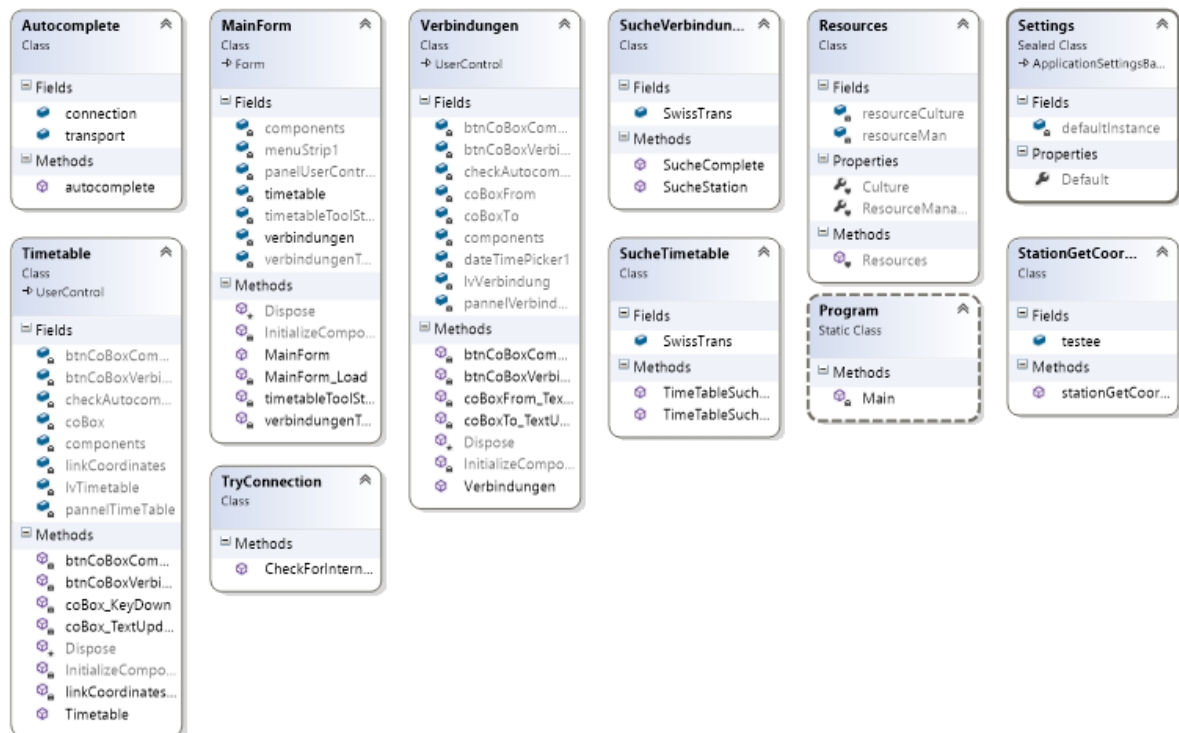 Autocomplete
Class
Fields
connection
transport
Methods
autocomplete
Timetable
Class
UserControl
Fields
btnCoBoxCom...
btnCoBoxVerbi...
checkAutocom...
coBox
components
linkCoordinates
lvTimetable
pannelTimeTable
Methods
btnCoBoxCom...
btnCoBoxVerbi...
coBox_KeyDown
coBox_TextUpd...
Dispose
InitializeCompo...
linkCoordinates...
Timetable
MainForm
Class
Form
Fields
components
menuStrip1
panelUserContr...
timetable
timetableToolSt...
verbindungen
verbindungenT...
Methods
Dispose
InitializeCompo...
MainForm
MainForm_Load
timetableToolSt...
verbindungenT...
TryConnection
Class
Methods
CheckForIntern...
Verbindungen
Class
UserControl
Fields
btnCoBoxCom...
btnCoBoxVerbi...
checkAutocom...
coBoxFrom
coBoxTo
components
dateTimePicker1
lvVerbindung
pannelVerbind...
Methods
btnCoBoxCom...
btnCoBoxVerbi...
coBoxFrom_Tex...
coBoxTo_TextU...
Dispose
InitializeCompo...
Verbindungen
SucheVerbindun...
Class
Fields
SwissTrans
Methods
SucheComplete
SucheStation
SucheTimetable
Class
Fields
SwissTrans
Methods
TimeTableSuch...
TimeTableSuch...
Resources
Class
Fields
resourceCulture
resourceMan
Properties
Culture
ResourceMana...
Methods
Resources
Program
Static Class
Methods
Main
Settings
Sealed Class
ApplicationSettingsBa...
Fields
defaultInstance
Properties
Default
StationGetCoor...
Class
Fields
testee
Methods
stationGetCoor...